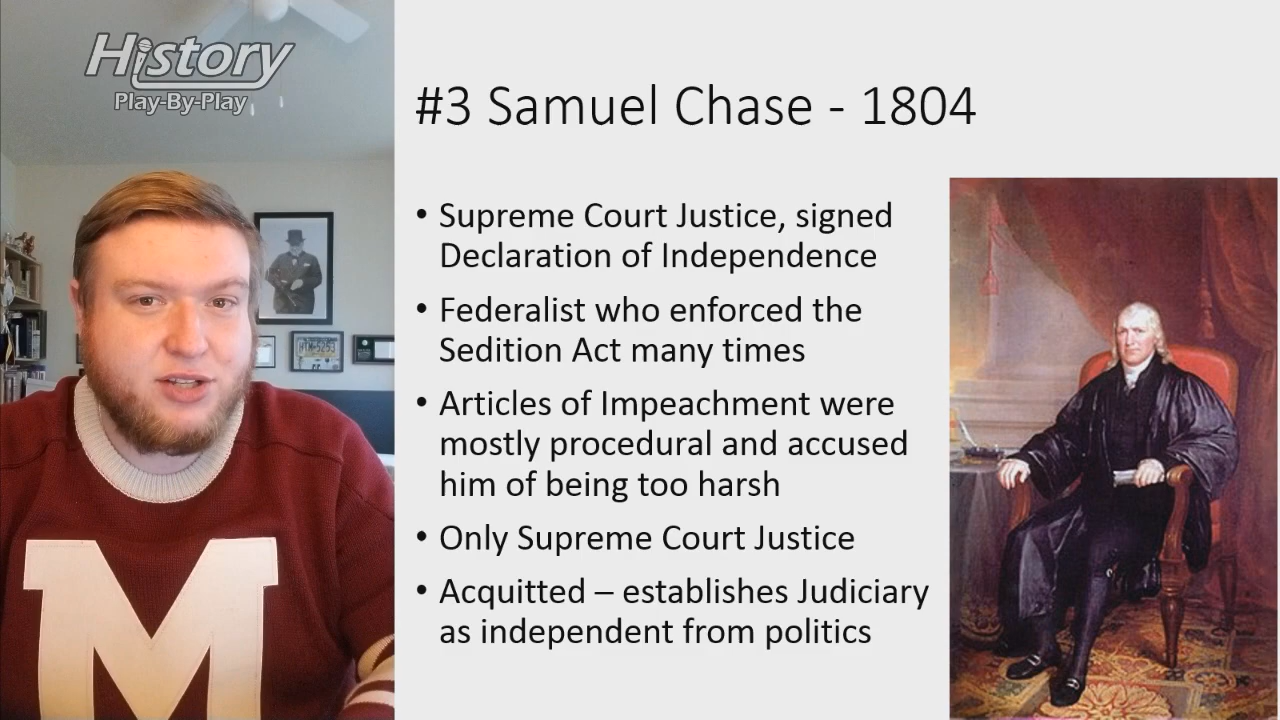 History
Play-By-Play
#3 Samuel Chase - 1804
• Supreme Court Justice, signed
Declaration of Independence
• Federalist who enforced the
Sedition Act many times
• Articles of Impeachment were
mostly procedural and accused
him of being too harsh
• Only Supreme Court Justice
• Acquitted – establishes Judiciary
as independent from politics
M